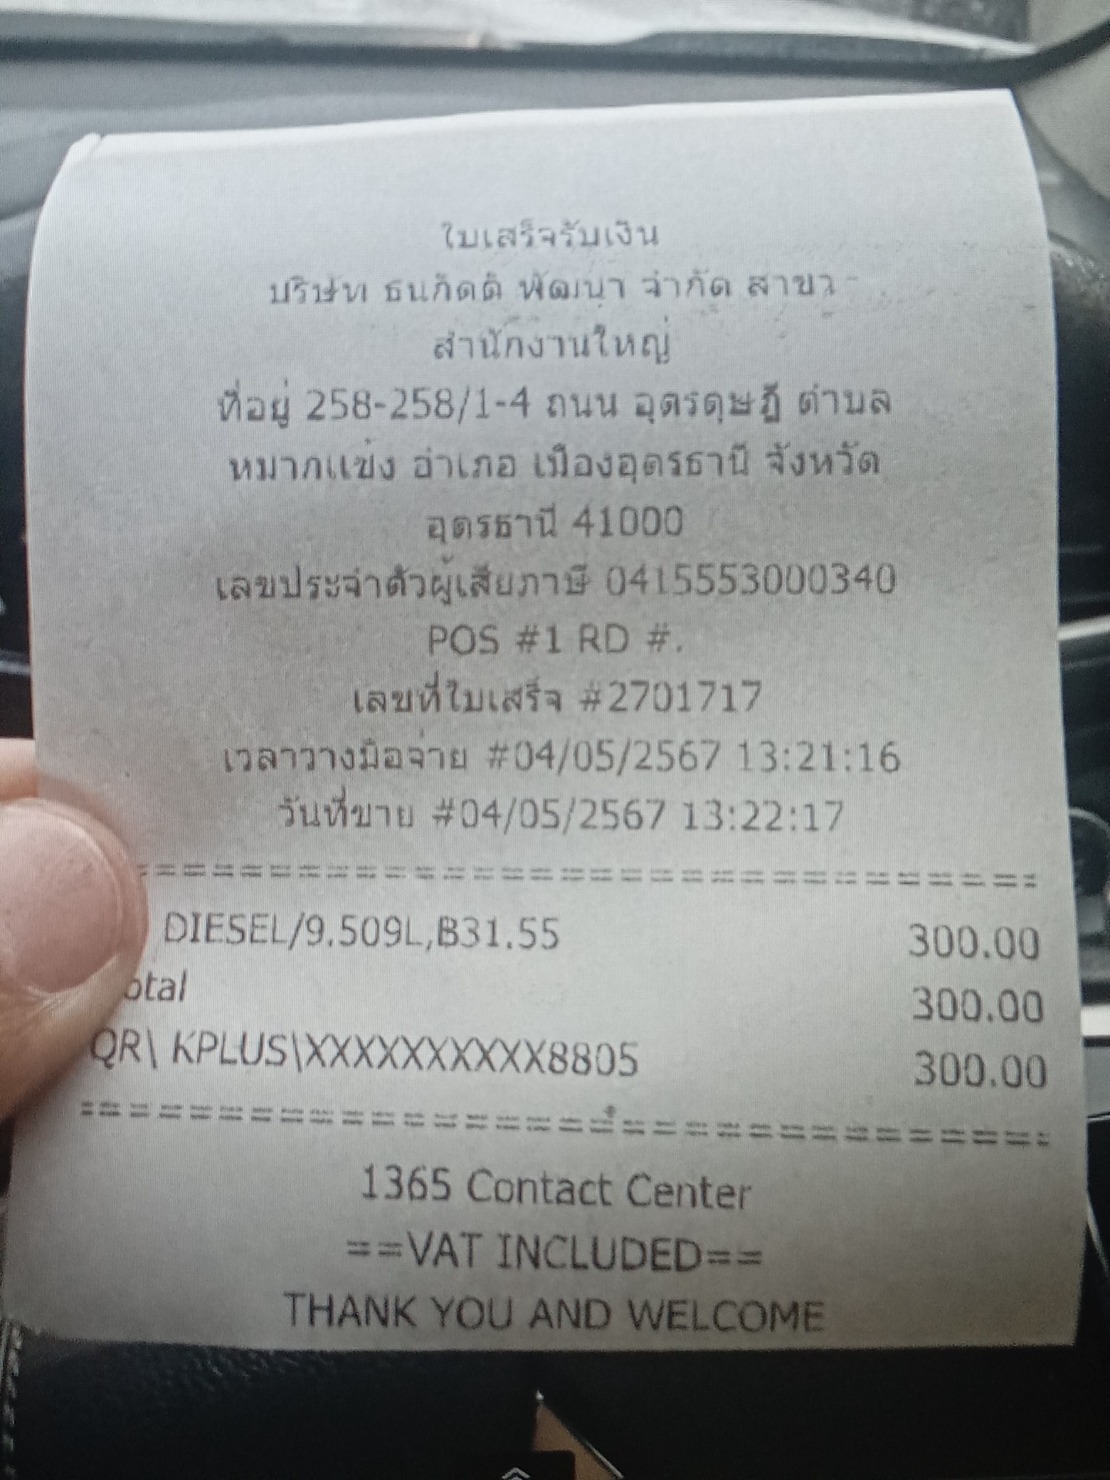 ใบเสร็จรับเงิน
บริษัท ธนกิตติ พัฒนา จำกัด สาขา
สำนักงานใหญ่
ที่อยู่ 258-258/1-4 ถนน อุดรดุษฎี ตำบล
หมากแข้ง อำเภอ เมืองอุดรธานี จังหวัด
อุดรธานี 41000
เลขประจำตัวผู้เสียภาษี 0415553000340
POS #1 RD #.
เลขที่ใบเสร็จ #2701717
เวลาวางมือจ่าย #04/05/2567 13:21:16
วันที่ขาย #04/05/2567 13:22:17
DIESEL/9.509L,B31.55 300.00
otal 300.00
QR\ KPLUS\XXXXXXXXXX8805 300.00
1365 Contact Center
==VAT INCLUDED==
THANK YOU AND WELCOME